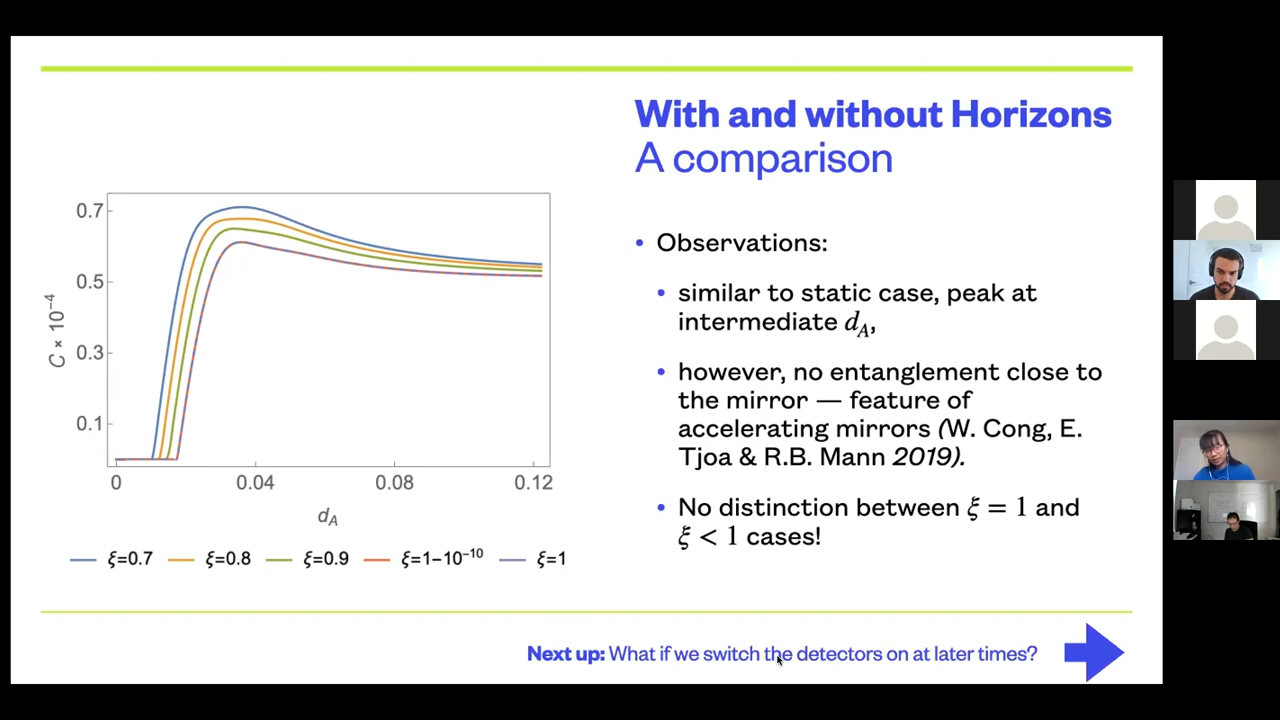 With and without Horizons
A comparison
• Observations:
• similar to static case, peak at
intermediate d_A,
• however, no entanglement close to
the mirror — feature of
accelerating mirrors (W. Cong, E.
Tjoa & R.B. Mann 2019).
• No distinction between ξ = 1 and
ξ < 1 cases!
C × 10⁻⁴
0.7
0.5
0.3
0.1
0 0.04 0.08 0.12
d_A
ξ=0.7 ξ=0.8 ξ=0.9 ξ=1−10⁻¹⁰ ξ=1
Next up: What if we switch the detectors on at later times?